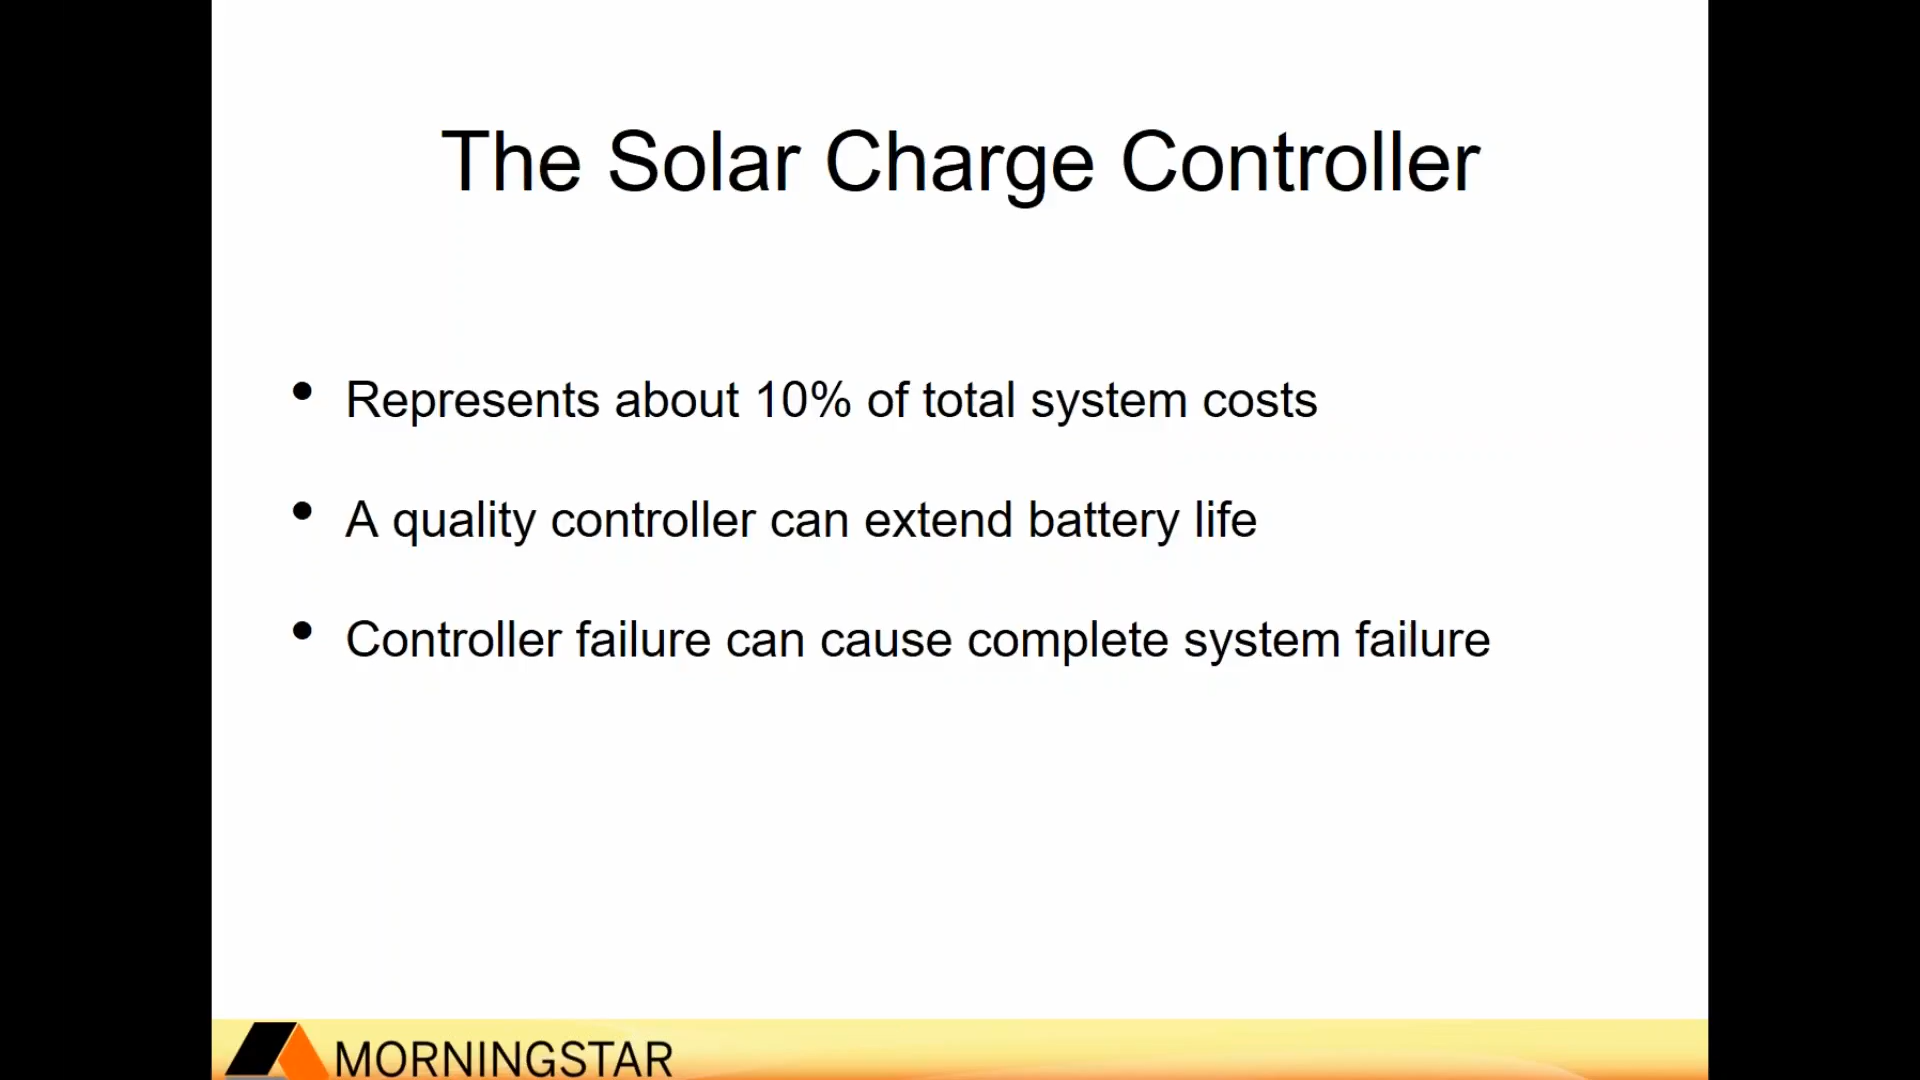 The Solar Charge Controller
• Represents about 10% of total system costs
• A quality controller can extend battery life
• Controller failure can cause complete system failure
MORNINGSTAR